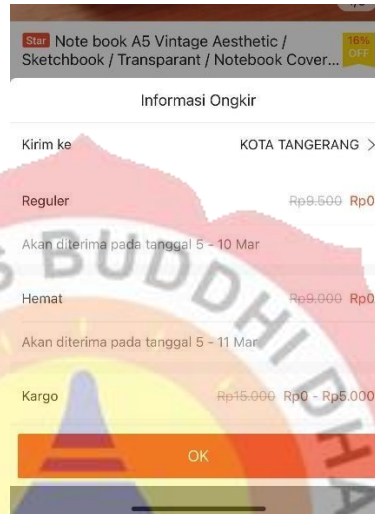 Star Note book A5 Vintage Aesthetic /
Sketchbook / Transparant / Notebook Cover...
16%
OFF
Informasi Ongkir
Kirim ke KOTA TANGERANG >
Reguler Rp9.500 Rp0
Akan diterima pada tanggal 5 - 10 Mar
Hemat Rp9.000 Rp0
Akan diterima pada tanggal 5 - 11 Mar
Kargo Rp15.000 Rp0 - Rp5.000
OK
S BUDDHI DHA